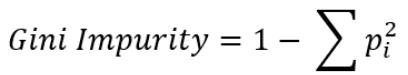 Gini Impurity = 1 − ∑ p_i^2